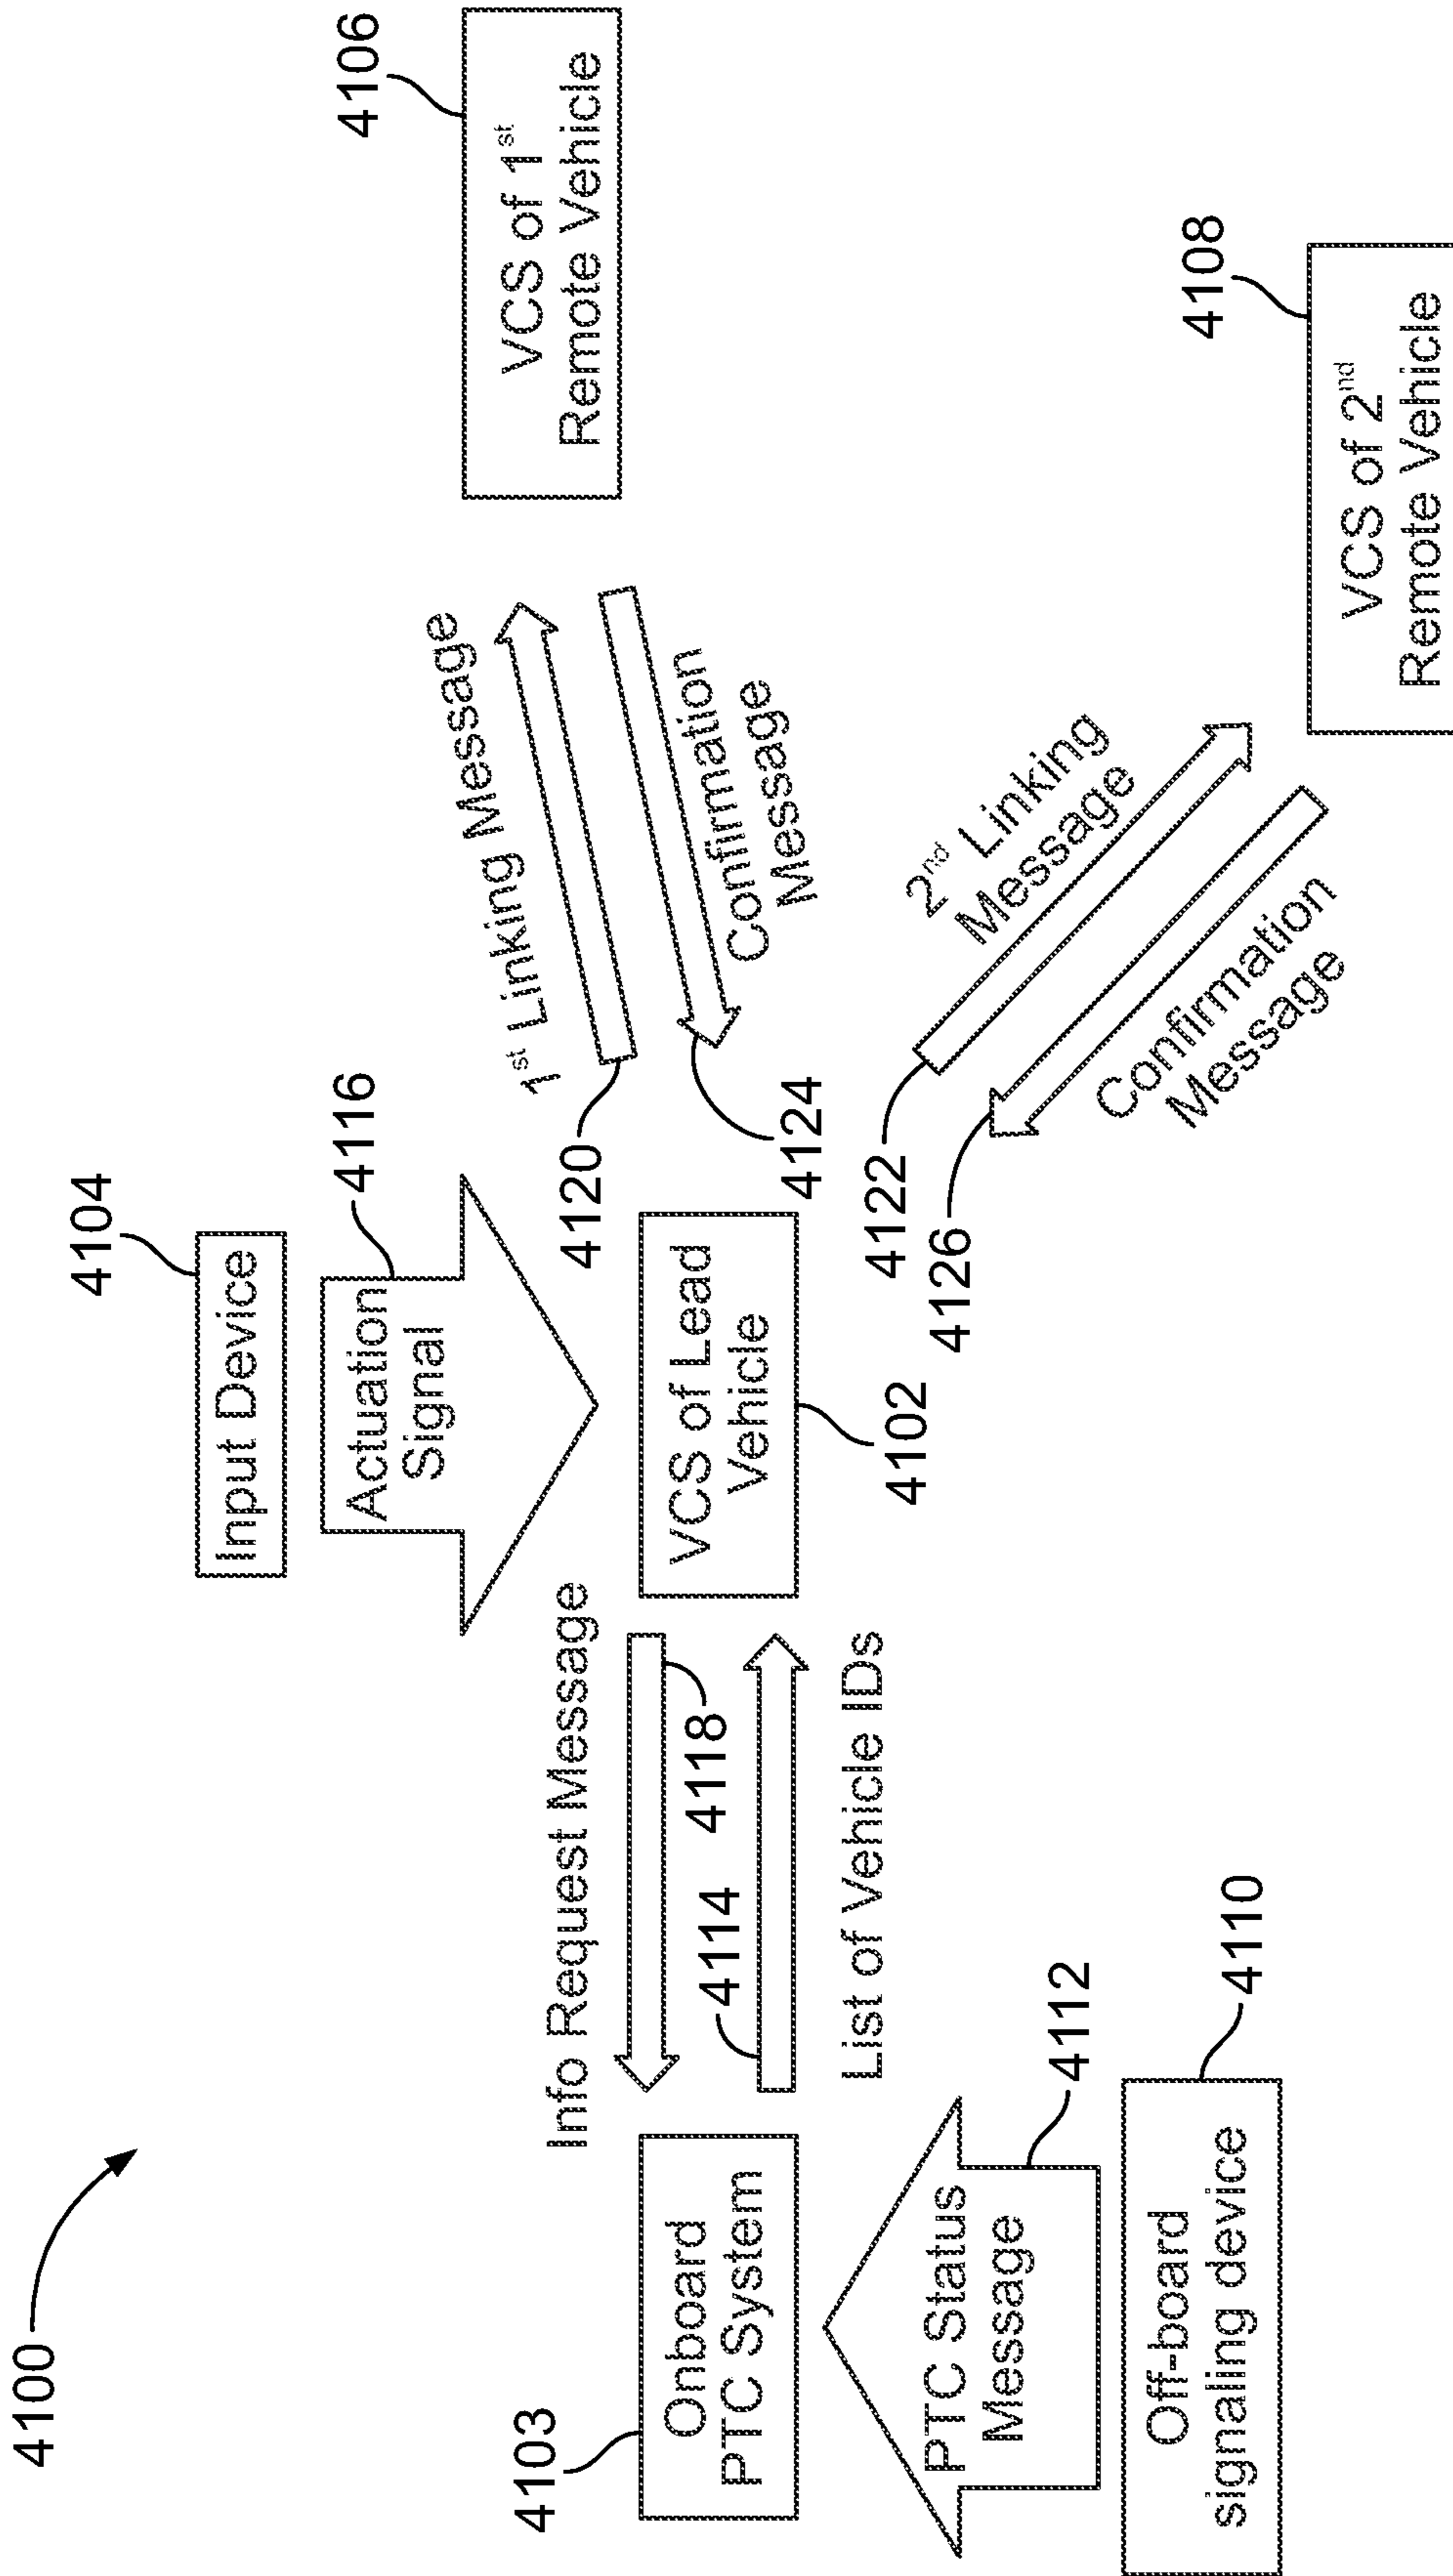 4100
4104
Input Device
4116
Actuation
Signal
4106
VCS of 1st
Remote Vehicle
1st Linking Message
4120
Confirmation
Message
4124
Info Request Message
4118
4103
Onboard
PTC System
VCS of Lead
Vehicle
4102
4114
List of Vehicle IDs
4122
2nd Linking
Message
4126
Confirmation
Message
4108
VCS of 2nd
Remote Vehicle
PTC Status
Message
4112
Off-board
signaling device
4110